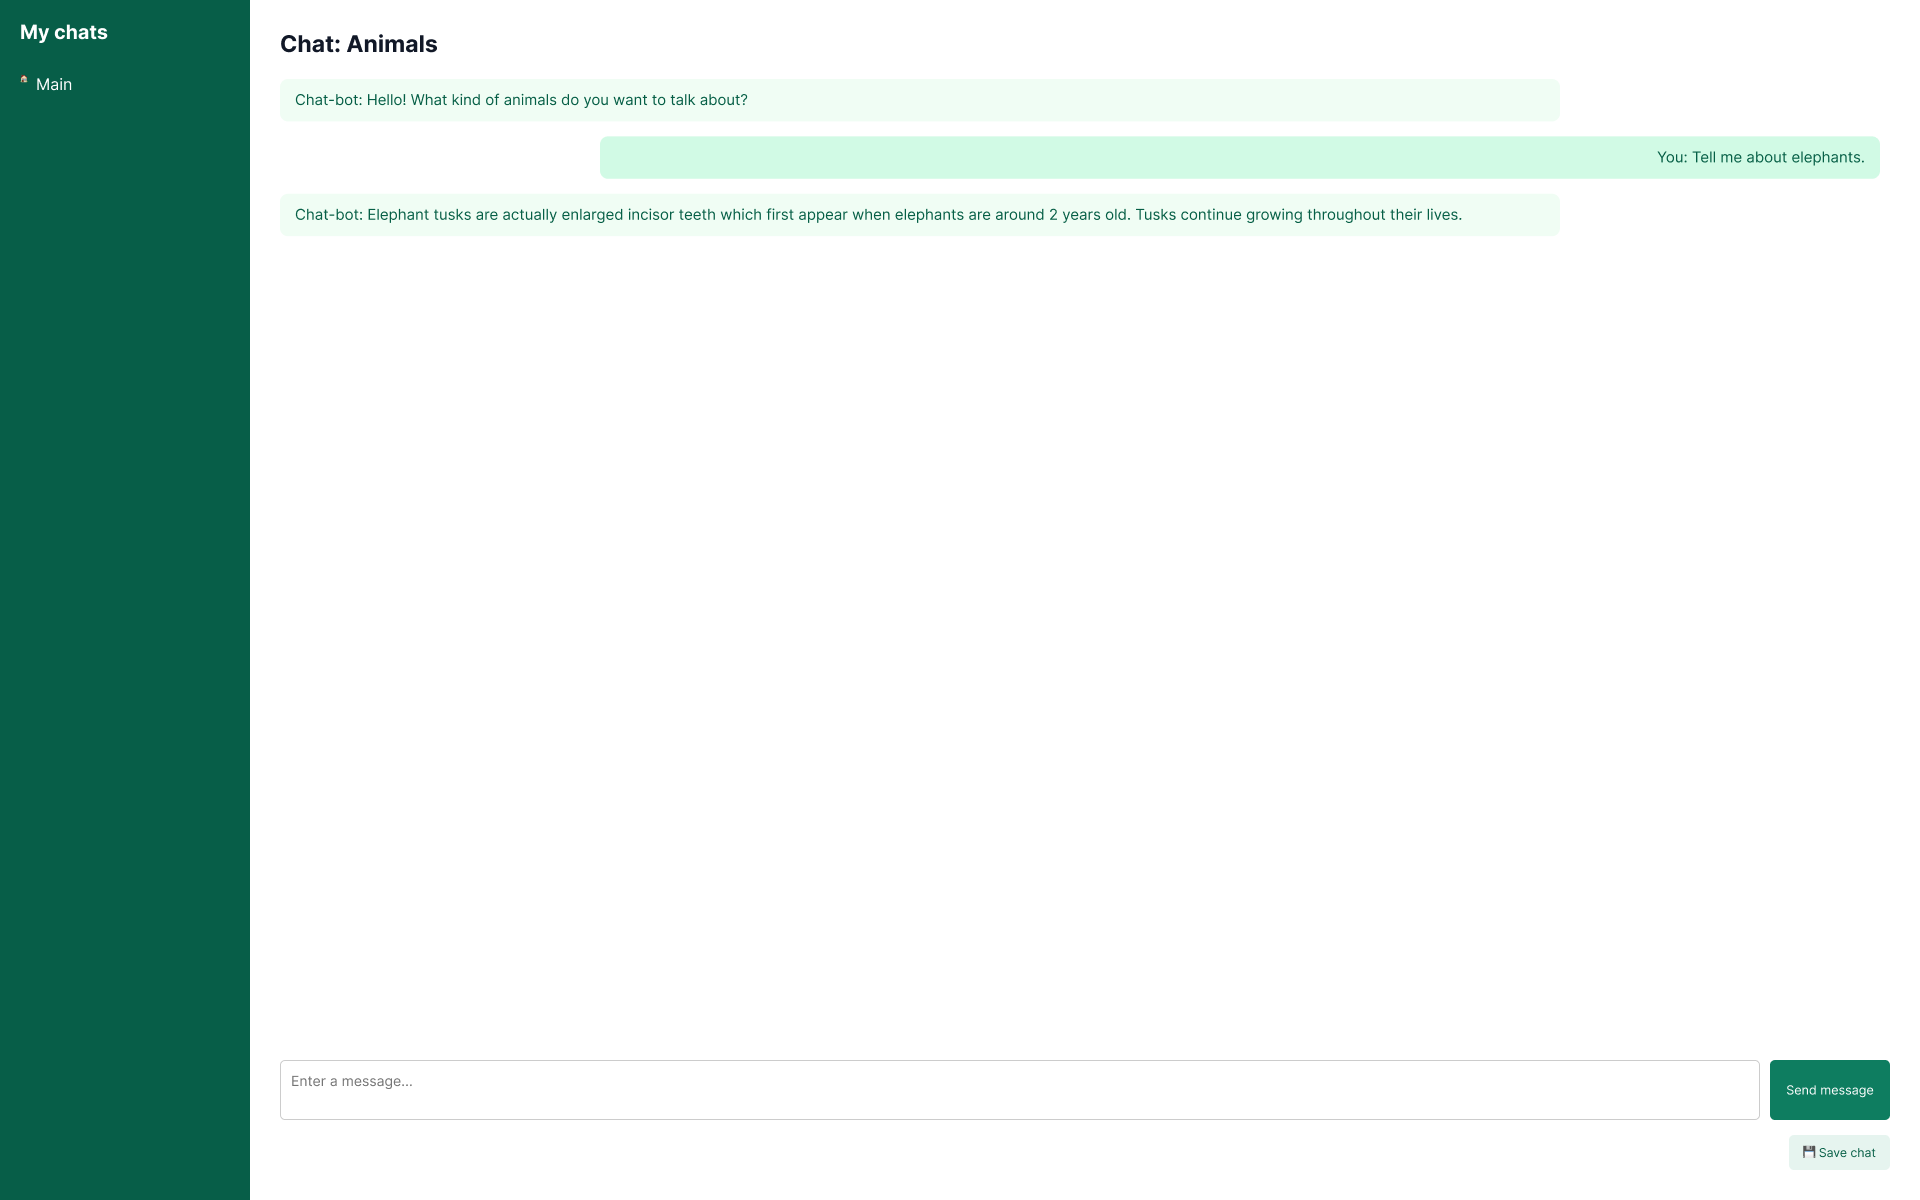 My chats
Main
Chat: Animals
Chat-bot: Hello! What kind of animals do you want to talk about?
You: Tell me about elephants.
Chat-bot: Elephant tusks are actually enlarged incisor teeth which first appear when elephants are around 2 years old. Tusks continue growing throughout their lives.
Enter a message...
Send message
Save chat